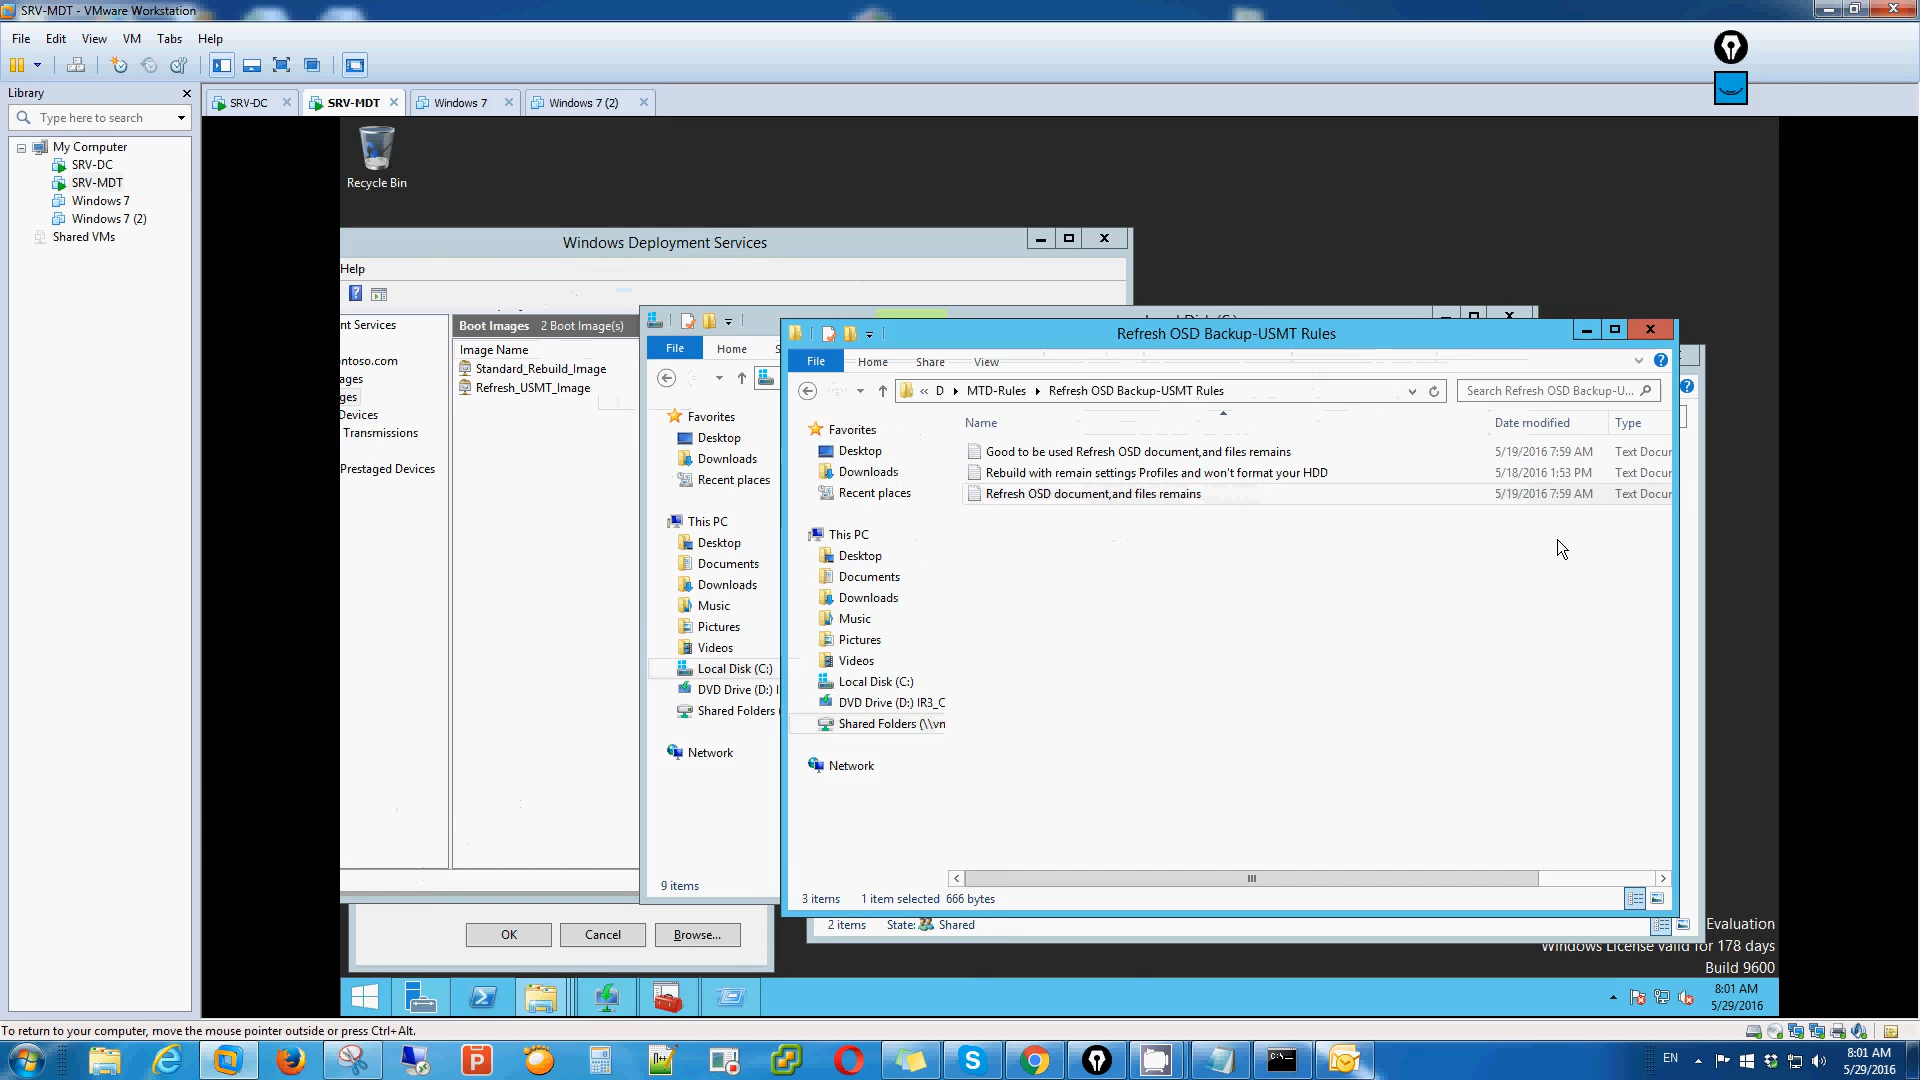 SRV-MDT - VMware Workstation
File Edit View VM Tabs Help
Library
Type here to search
My Computer
SRV-DC
SRV-MDT
Windows 7
Windows 7 (2)
Shared VMs
SRV-DC SRV-MDT Windows 7 Windows 7 (2)
Recycle Bin
Windows Deployment Services
Help
nt Services
ontoso.com
ages
ges
Devices
Transmissions
Prestaged Devices
Boot Images 2 Boot Image(s)
Image Name
Standard_Rebuild_Image
Refresh_USMT_Image
OK Cancel Browse...
File Home S
Favorites
Desktop
Downloads
Recent places
This PC
Desktop
Documents
Downloads
Music
Pictures
Videos
Local Disk (C:)
DVD Drive (D:) I
Shared Folders (
Network
9 items
Refresh OSD Backup-USMT Rules
File Home Share View
« D MTD-Rules Refresh OSD Backup-USMT Rules
Search Refresh OSD Backup-U...
Favorites
Desktop
Downloads
Recent places
This PC
Desktop
Documents
Downloads
Music
Pictures
Videos
Local Disk (C:)
DVD Drive (D:) IR3_C
Shared Folders (\\vn
Network
Name Date modified Type
Good to be used Refresh OSD document,and files remains 5/19/2016 7:59 AM Text Docur
Rebuild with remain settings Profiles and won't format your HDD 5/18/2016 1:53 PM Text Docur
Refresh OSD document,and files remains 5/19/2016 7:59 AM Text Docur
3 items 1 item selected 666 bytes
2 items State: Shared
Evaluation
Windows License valid for 178 days
Build 9600
8:01 AM
5/29/2016
To return to your computer, move the mouse pointer outside or press Ctrl+Alt.
EN
8:01 AM
5/29/2016